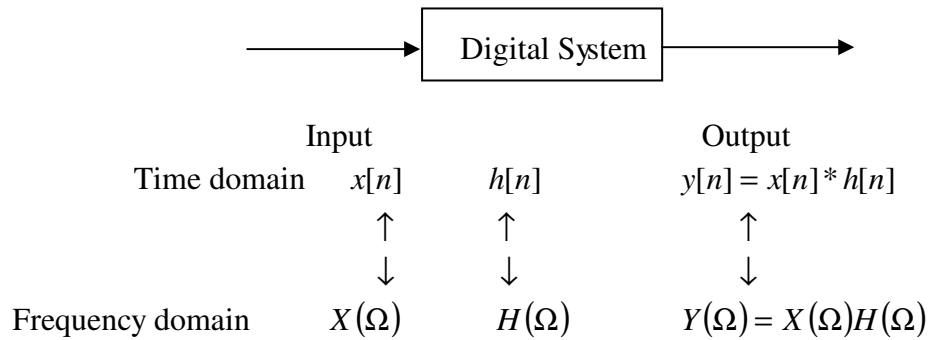 Digital System
Input Output
Time domain x[n] h[n] y[n] = x[n] * h[n]
↑ ↑ ↑
↓ ↓ ↓
Frequency domain X(Ω) H(Ω) Y(Ω) = X(Ω)H(Ω)